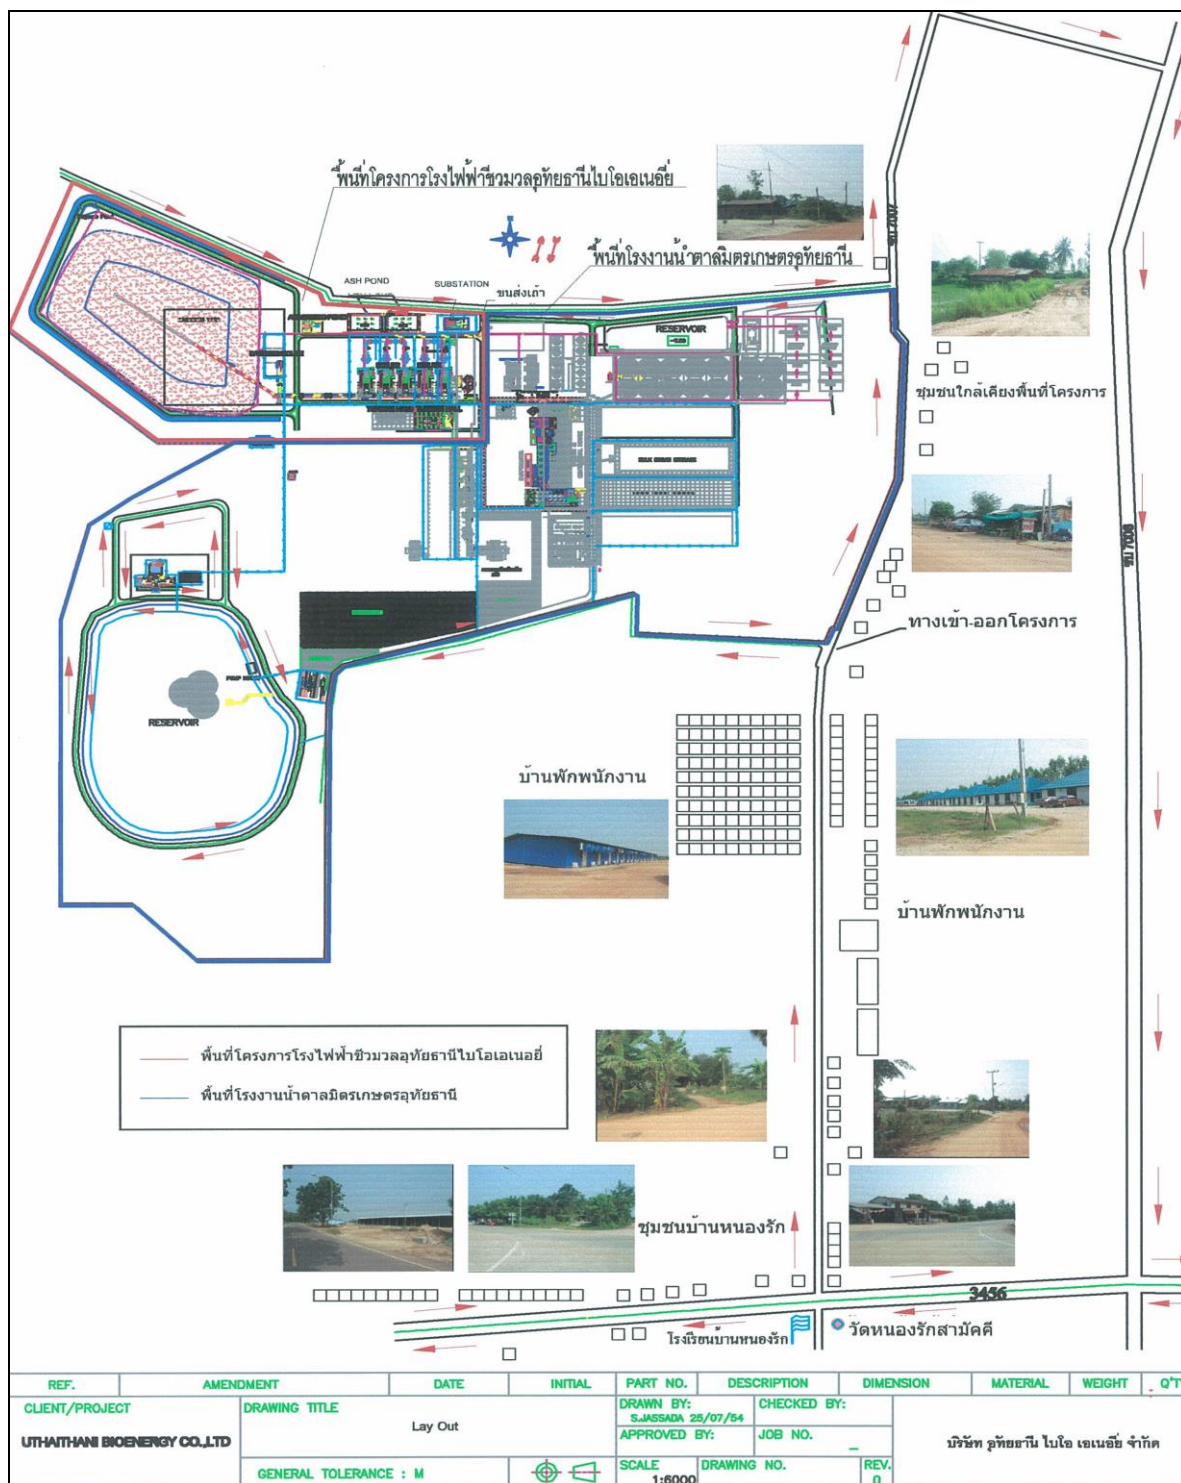 พื้นที่โครงการโรงไฟฟ้าชีวมวลอุทัยธานีไบโอเอเนอยี่
พื้นที่โรงงานน้ำตาลมิตรเกษตรอุทัยธานี
ASH POND
SUBSTATION
ขนส่งเถ้า
RESERVOIR
ชบ 7007
ชุมชนใกล้เคียงพื้นที่โครงการ
ชบ 7008
ทางเข้า-ออกโครงการ
RESERVOIR
บ้านพักพนักงาน
บ้านพักพนักงาน
พื้นที่โครงการโรงไฟฟ้าชีวมวลอุทัยธานีไบโอเอเนอยี่
พื้นที่โรงงานน้ำตาลมิตรเกษตรอุทัยธานี
ชุมชนบ้านหนองรัก
3456
โรงเรียนบ้านหนองรัก
วัดหนองรักสามัคคี
REF. AMENDMENT DATE INITIAL PART NO. DESCRIPTION DIMENSION MATERIAL WEIGHT Q'T
CLIENT/PROJECT
UTHAITHANI BIOENERGY CO.,LTD
DRAWING TITLE
Lay Out
GENERAL TOLERANCE : M
DRAWN BY:
S.JASSADA 25/07/54
CHECKED BY:
APPROVED BY:
JOB NO.
SCALE
1:6000
DRAWING NO.
REV.
0
บริษัท อุทัยธานี ไบโอ เอเนอยี่ จำกัด